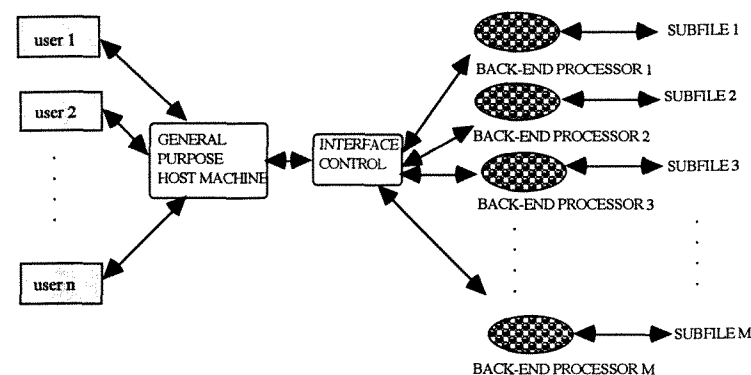 user 1
user 2
user n
GENERAL
PURPOSE
HOST MACHINE
INTERFACE
CONTROL
BACK-END PROCESSOR 1
SUBFILE 1
BACK-END PROCESSOR 2
SUBFILE 2
BACK-END PROCESSOR 3
SUBFILE 3
BACK-END PROCESSOR M
SUBFILE M